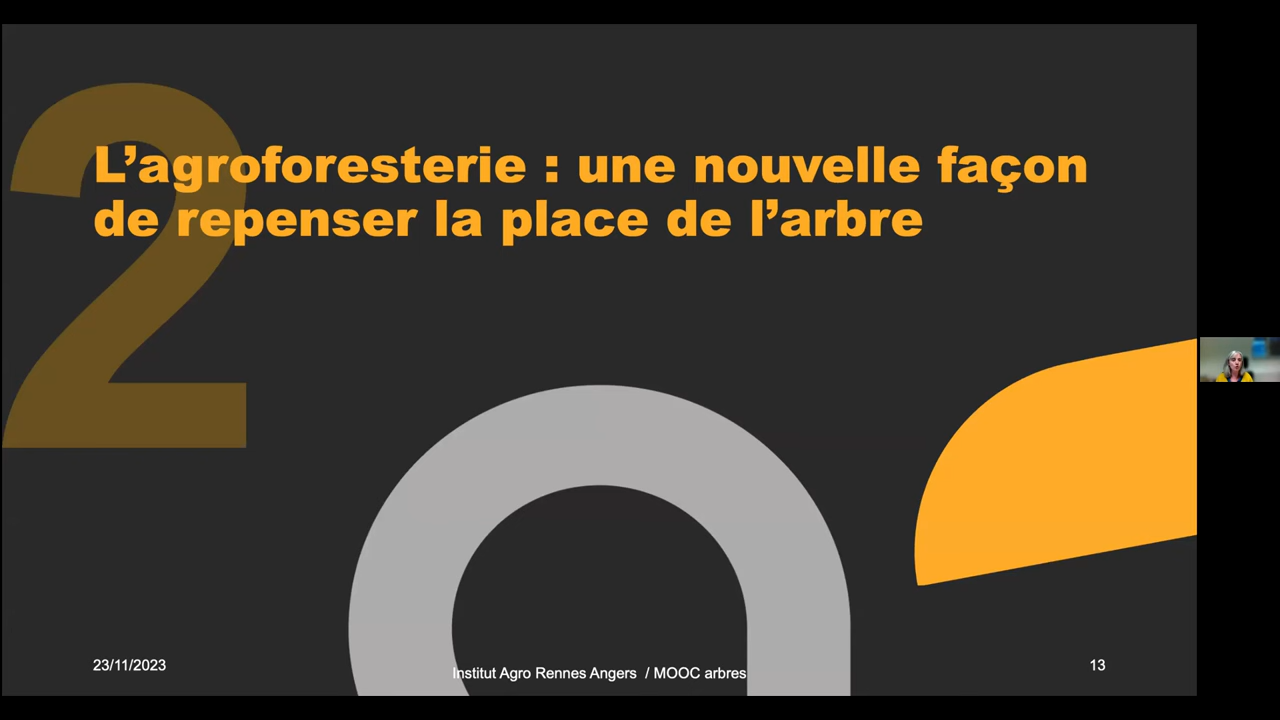 2
L’agroforesterie : une nouvelle façon
de repenser la place de l’arbre
23/11/2023
Institut Agro Rennes Angers / MOOC arbres
13